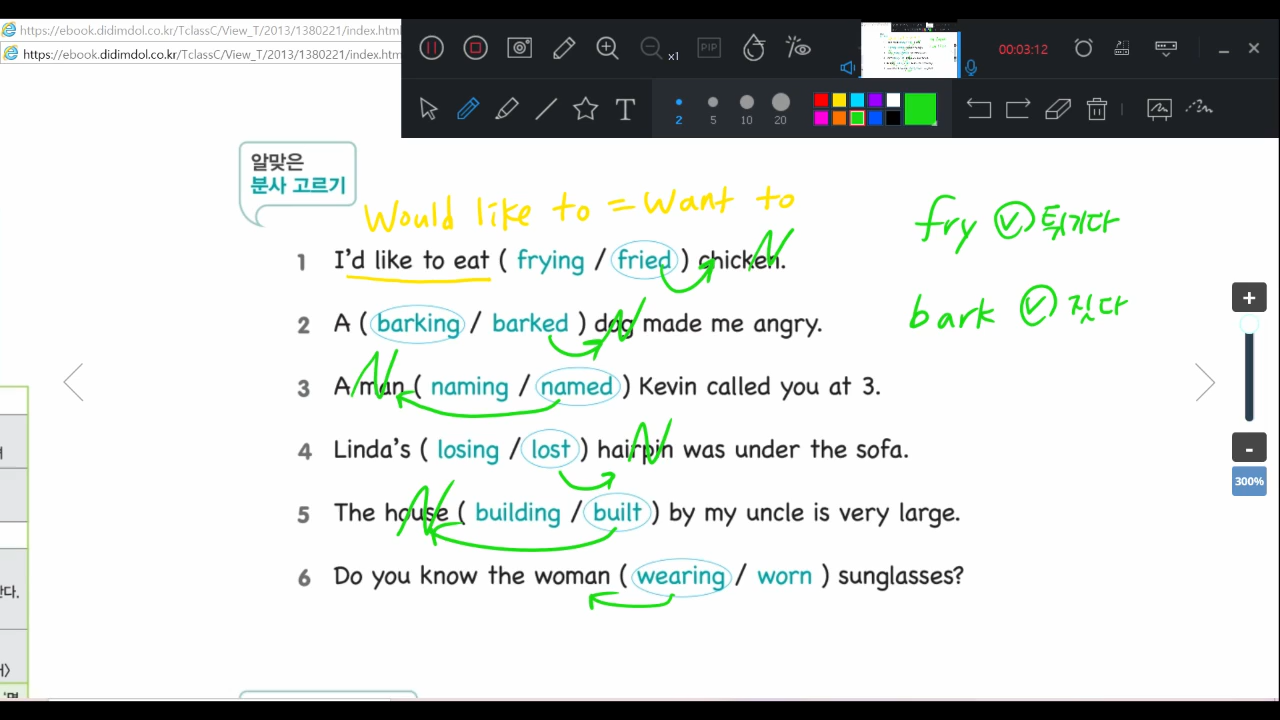 https://ebook.didimdol.co.kr/TclassC/View_T/2013/1380221/index.html
https://ebook.didimdol.co.kr/TclassC/View_T/2013/1380221/index.htm
x1
PIP
00:03:12
T
2 5 10 20
알맞은
분사 고르기
Would like to = want to
fry ⓥ 튀기다
1 I'd like to eat ( frying / fried ) chicken.
N
bark ⓥ 짖다
2 A ( barking / barked ) dog made me angry.
N
3 A man ( naming / named ) Kevin called you at 3.
N
4 Linda's ( losing / lost ) hairpin was under the sofa.
N
5 The house ( building / built ) by my uncle is very large.
N
6 Do you know the woman ( wearing / worn ) sunglasses?
+
-
300%